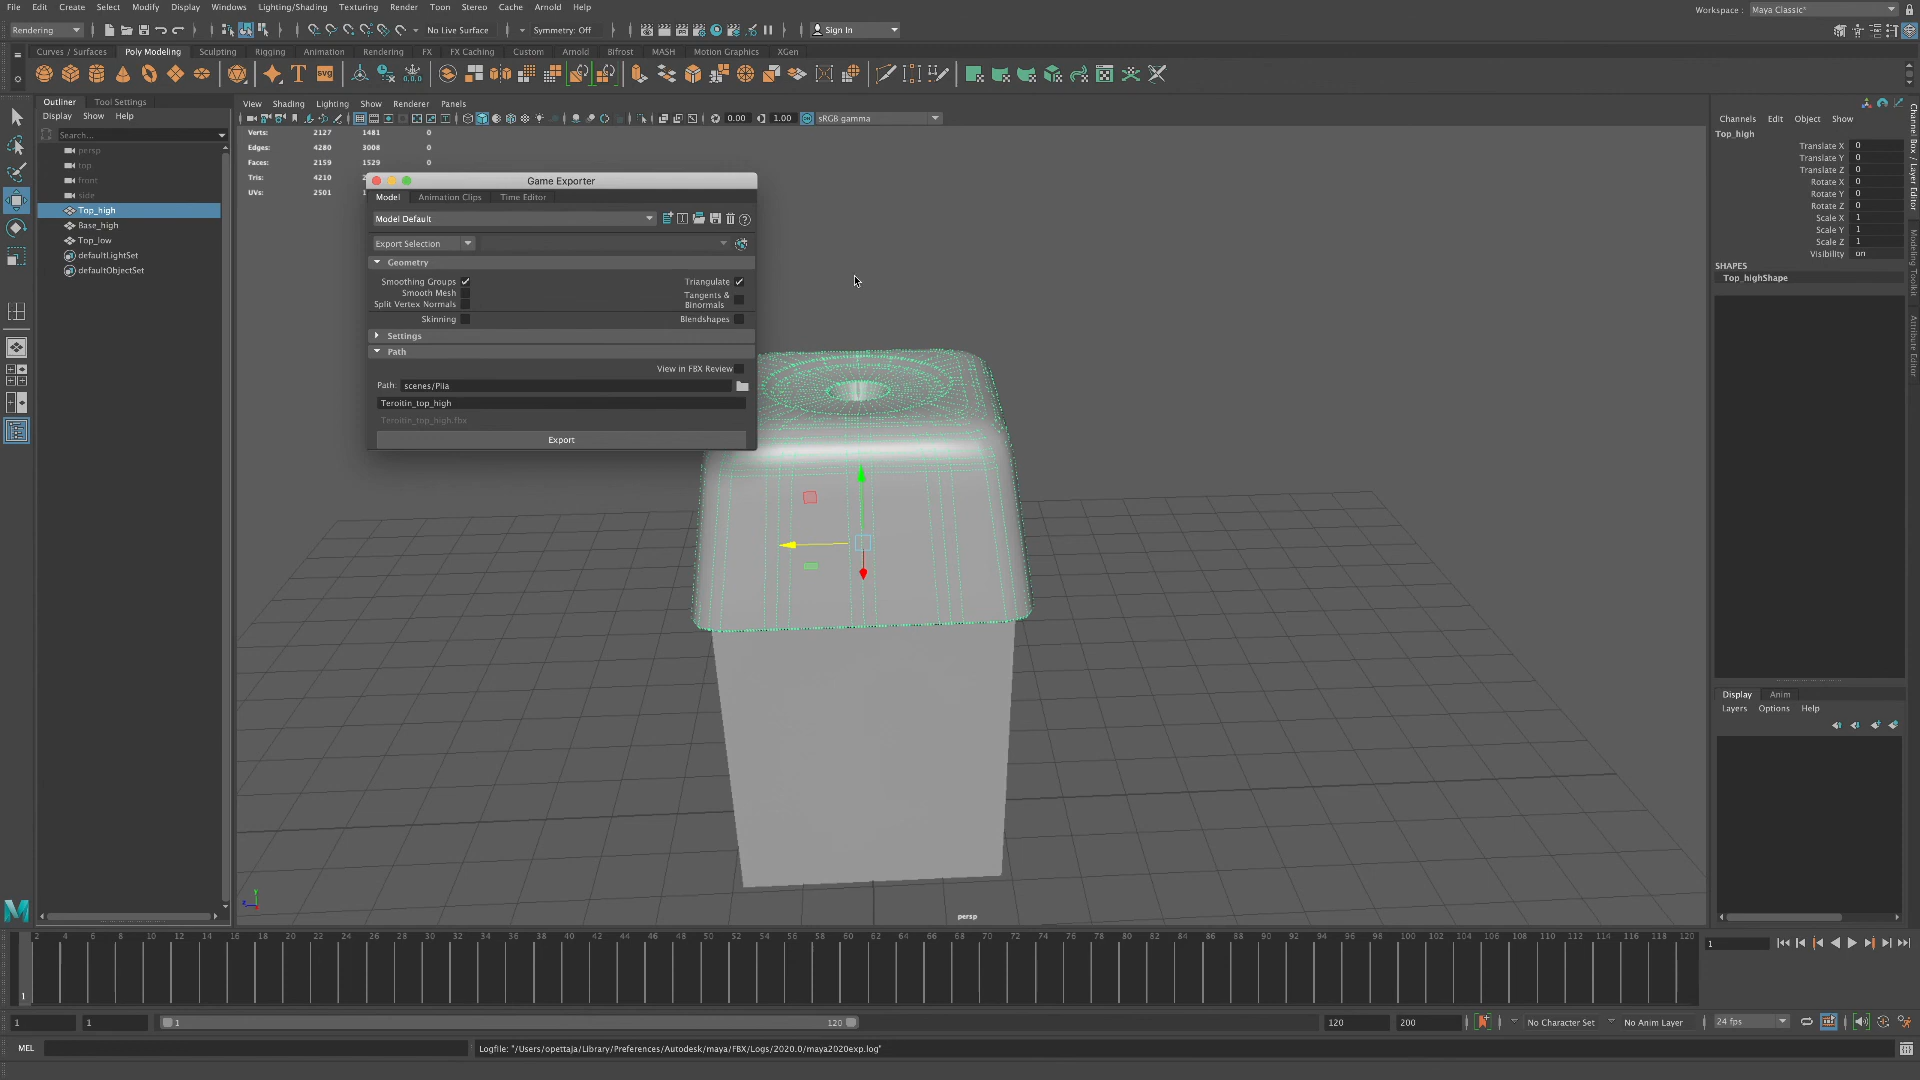 File Edit Create Select Modify Display Windows Lighting/Shading Texturing Render Toon Stereo Cache Arnold Help
Workspace : Maya Classic*
Rendering No Live Surface Symmetry: Off Sign In
Curves / Surfaces Poly Modeling Sculpting Rigging Animation Rendering FX FX Caching Custom Arnold Bifrost MASH Motion Graphics XGen
SVG
Outliner Tool Settings
Display Show Help
Search...
persp
top
front
side
Top_high
Base_high
Top_low
defaultLightSet
defaultObjectSet
View Shading Lighting Show Renderer Panels
0.00 1.00 sRGB gamma
Verts: 2127 1481 0
Edges: 4280 3008 0
Faces: 2159 1529 0
Tris: 4210
UVs: 2501
Game Exporter
Model Animation Clips Time Editor
Model Default
Export Selection
Geometry
Smoothing Groups Triangulate
Smooth Mesh Tangents &
Split Vertex Normals Binormals
Skinning Blendshapes
Settings
Path
View in FBX Review
Path: scenes/Piia
Teroitin_top_high
Teroitin_top_high.fbx
Export
persp
Channels Edit Object Show
Top_high
Translate X 0
Translate Y 0
Translate Z 0
Rotate X 0
Rotate Y 0
Rotate Z 0
Scale X 1
Scale Y 1
Scale Z 1
Visibility on
SHAPES
Top_highShape
Channel Box / Layer Editor
Modeling Toolkit
Attribute Editor
Display Anim
Layers Options Help
2 4 6 8 10 12 14 16 18 20 22 24 26 28 30 32 34 36 38 40 42 44 46 48 50 52 54 56 58 60 62 64 66 68 70 72 74 76 78 80 82 84 86 88 90 92 94 96 98 100 102 104 106 108 110 112 114 116 118 120
1
1
1 1 1 120 120 200 No Character Set No Anim Layer 24 fps
MEL Logfile: "/Users/opettaja/Library/Preferences/Autodesk/maya/FBX/Logs/2020.0/maya2020exp.log"